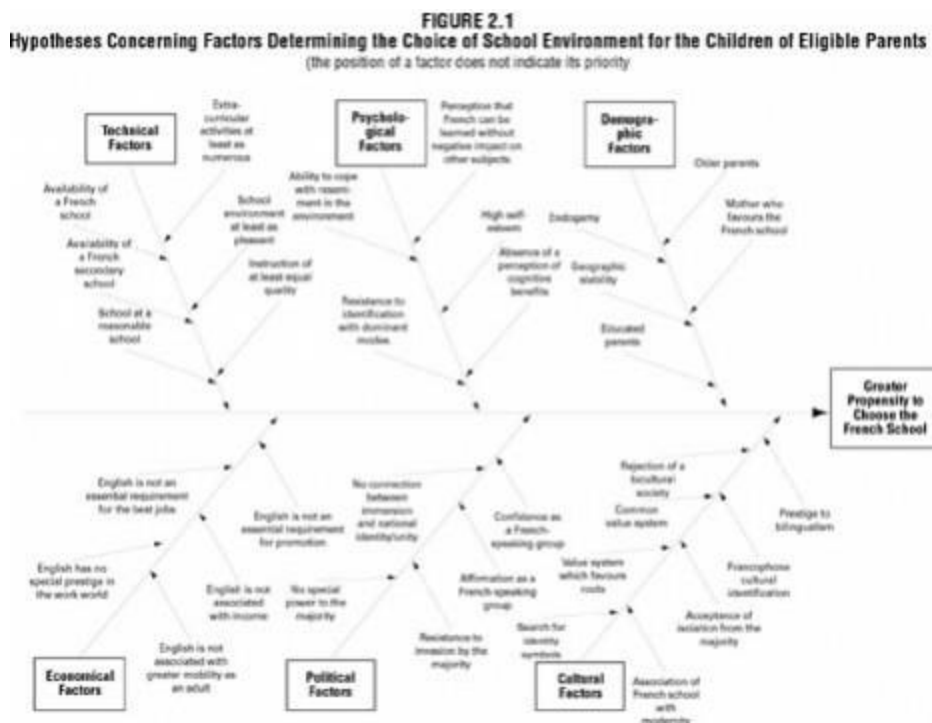 FIGURE 2.1
Hypotheses Concerning Factors Determining the Choice of School Environment for the Children of Eligible Parents
(the position of a factor does not indicate its priority
Technical
Factors
Extra-
curricular
activities at
least as
numerous
Psycholo-
gical
Factors
Perception that
French can be
learned without
negative impact on
other subjects
Demogra-
phic
Factors
Older parents
Availability of
a French
school
School
environment
at least as
pleasant
Ability to cope
with resent-
ment in the
environment
High self-
esteem
Endogamy
Mother who
favours the
French school
Availability of
a French
secondary
school
Instruction of
at least equal
quality
Absence of a
perception of
cognitive
benefits
Geographic
stability
School at a
reasonable
school
Resistance to
identification
with dominant
modes
Educated
parents
Greater
Propensity to
Choose the
French School
English is not an
essential requirement
for the best jobs
English is not an
essential requirement
for promotion
No connection
between
immersion
and national
identity/unity
Confidence as
a French-
speaking group
Rejection of a
bicultural
society
Common
value system
Prestige to
bilingualism
English has no
special prestige in
the work world
English is not
associated
with income
No special
power to the
majority
Affirmation as a
French speaking
group
Value system
which favours
roots
Francophone
cultural
identification
English is not
associated with
greater mobility as
an adult
Resistance to
invasion by the
majority
Search for
identity
symbols
Acceptance of
isolation from the
majority
Economical
Factors
Political
Factors
Cultural
Factors
Association of
French school
with
modernity